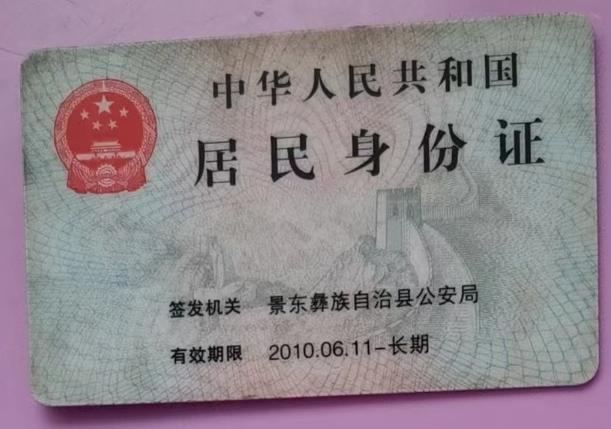 中华人民共和国
居民身份证
签发机关 景东彝族自治县公安局
有效期限 2010.06.11-长期